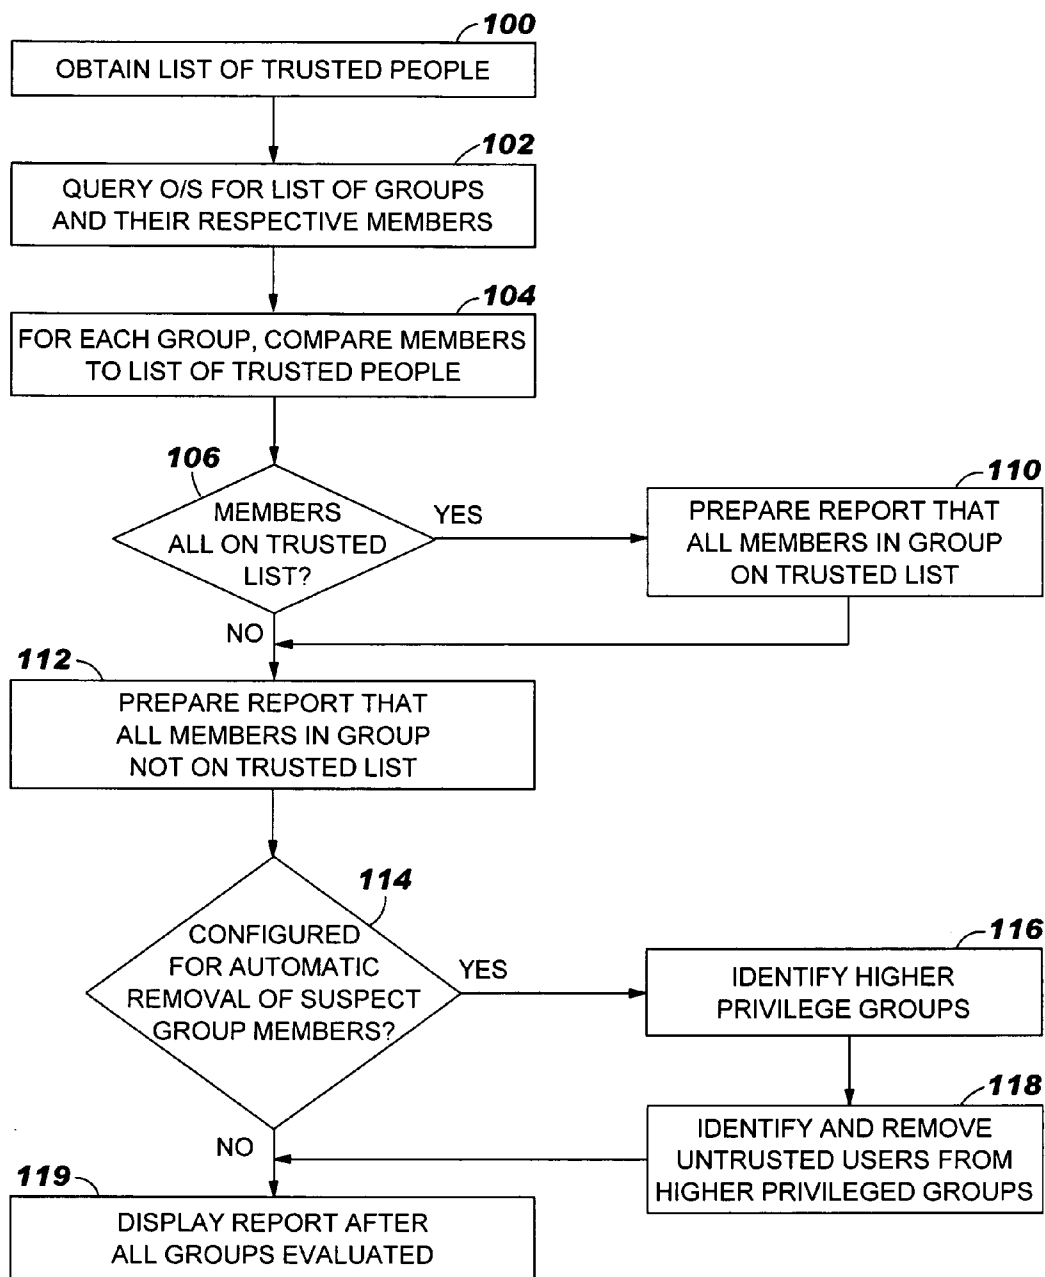 100
OBTAIN LIST OF TRUSTED PEOPLE
102
QUERY O/S FOR LIST OF GROUPS
AND THEIR RESPECTIVE MEMBERS
104
FOR EACH GROUP, COMPARE MEMBERS
TO LIST OF TRUSTED PEOPLE
106
MEMBERS
ALL ON TRUSTED
LIST?
YES
110
PREPARE REPORT THAT
ALL MEMBERS IN GROUP
ON TRUSTED LIST
NO
112
PREPARE REPORT THAT
ALL MEMBERS IN GROUP
NOT ON TRUSTED LIST
114
CONFIGURED
FOR AUTOMATIC
REMOVAL OF SUSPECT
GROUP MEMBERS?
YES
116
IDENTIFY HIGHER
PRIVILEGE GROUPS
118
IDENTIFY AND REMOVE
UNTRUSTED USERS FROM
HIGHER PRIVILEGED GROUPS
NO
119
DISPLAY REPORT AFTER
ALL GROUPS EVALUATED